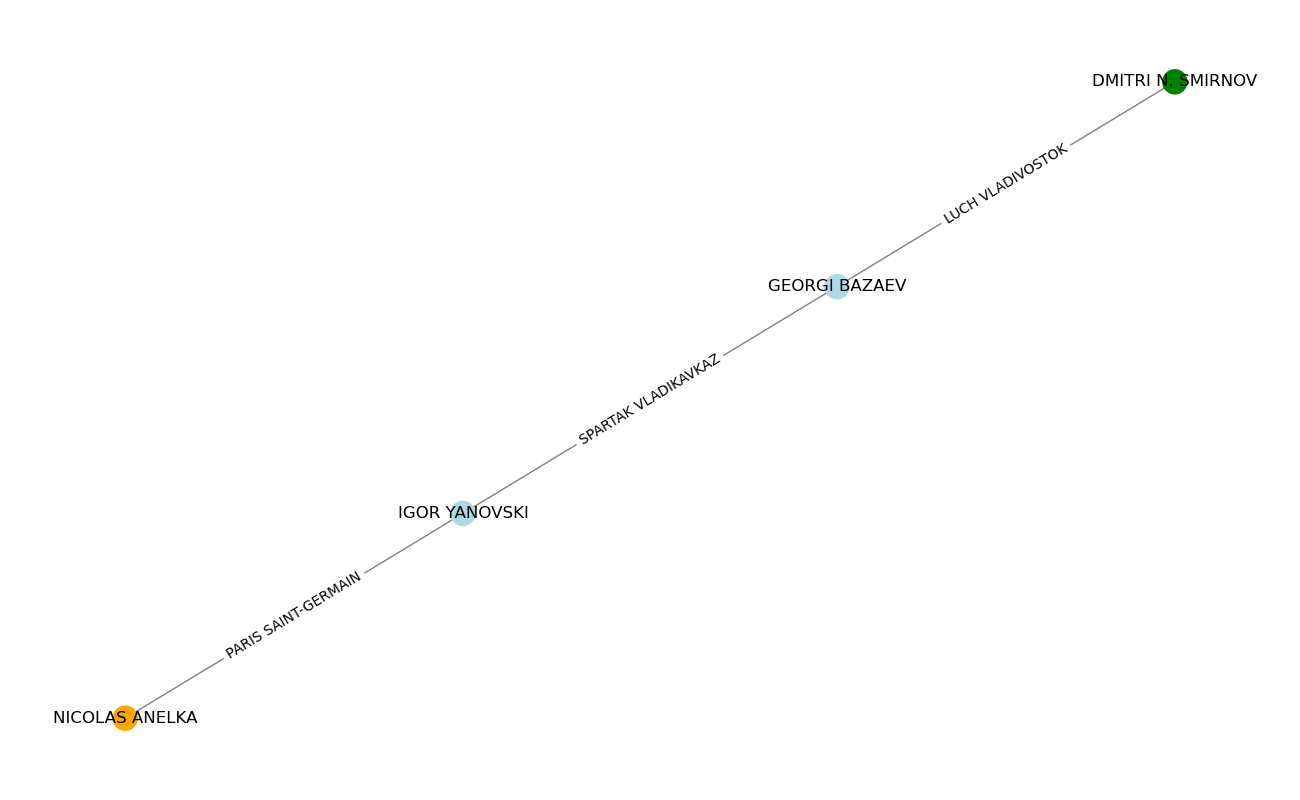 DMITRI N. SMIRNOV
LUCH VLADIVOSTOK
GEORGI BAZAEV
SPARTAK VLADIKAVKAZ
IGOR YANOVSKI
PARIS SAINT-GERMAIN
NICOLAS ANELKA